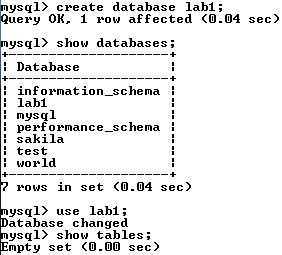 mysql> create database lab1;
Query OK, 1 row affected (0.04 sec)
mysql> show databases;
+--------------------+
| Database           |
+--------------------+
| information_schema |
| lab1               |
| mysql              |
| performance_schema |
| sakila             |
| test               |
| world              |
+--------------------+
7 rows in set (0.04 sec)
mysql> use lab1;
Database changed
mysql> show tables;
Empty set (0.00 sec)